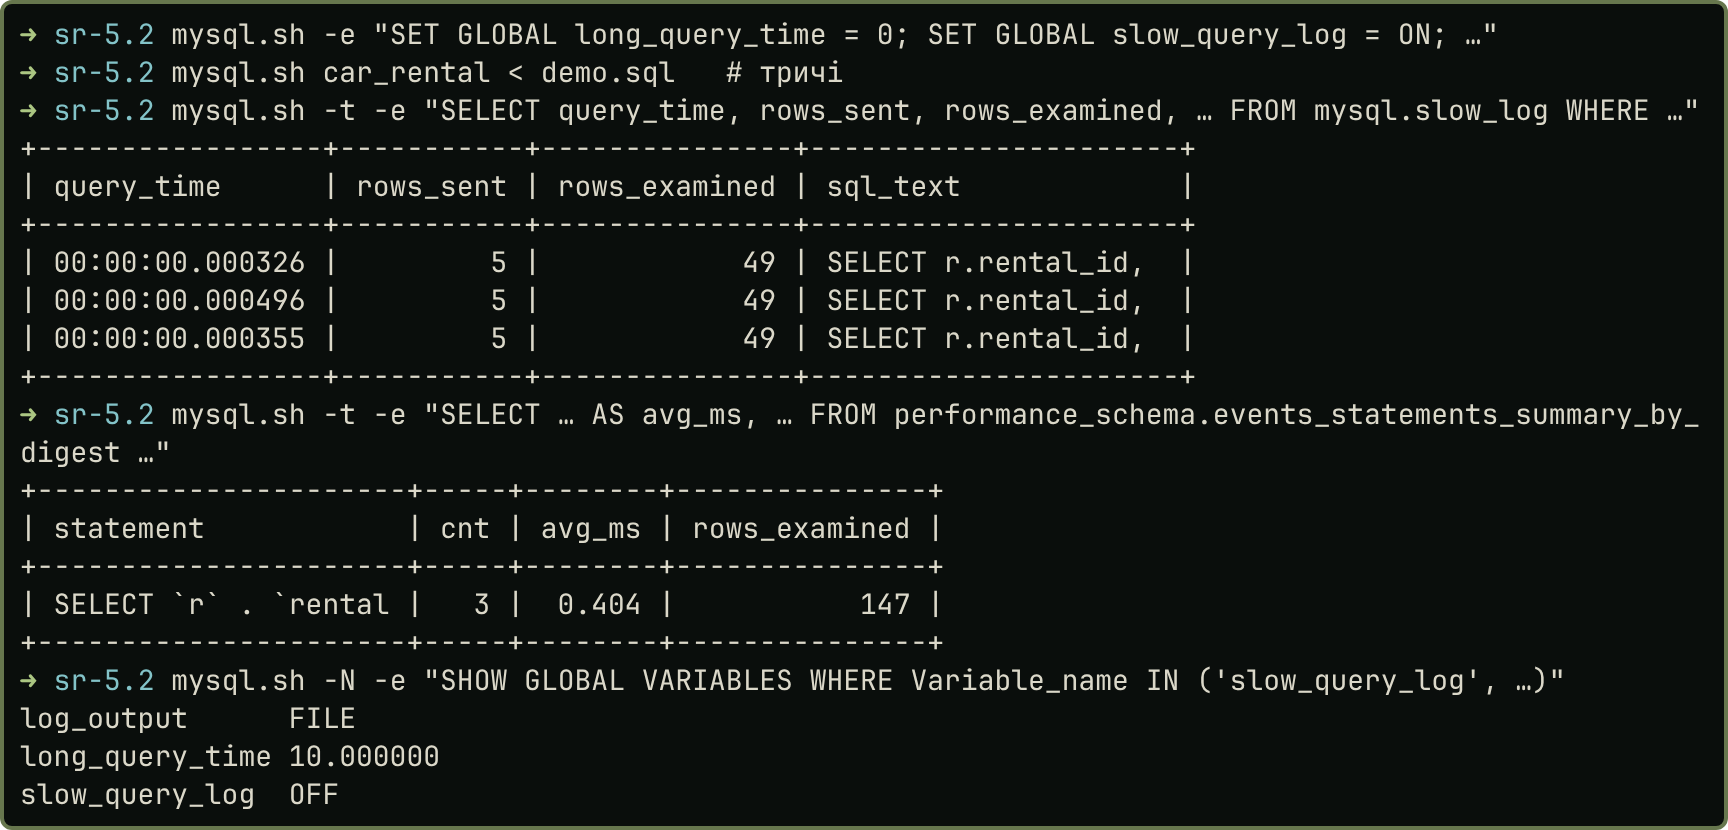 ➜ sr-5.2 mysql.sh -e "SET GLOBAL long_query_time = 0; SET GLOBAL slow_query_log = ON; …"
➜ sr-5.2 mysql.sh car_rental < demo.sql   # тричі
➜ sr-5.2 mysql.sh -t -e "SELECT query_time, rows_sent, rows_examined, … FROM mysql.slow_log WHERE …"
+-----------------+-----------+---------------+----------------------+
| query_time      | rows_sent | rows_examined | sql_text             |
+-----------------+-----------+---------------+----------------------+
| 00:00:00.000326 |         5 |            49 | SELECT r.rental_id,  |
| 00:00:00.000496 |         5 |            49 | SELECT r.rental_id,  |
| 00:00:00.000355 |         5 |            49 | SELECT r.rental_id,  |
+-----------------+-----------+---------------+----------------------+
➜ sr-5.2 mysql.sh -t -e "SELECT … AS avg_ms, … FROM performance_schema.events_statements_summary_by_
digest …"
+----------------------+-----+--------+---------------+
| statement            | cnt | avg_ms | rows_examined |
+----------------------+-----+--------+---------------+
| SELECT `r` . `rental |   3 |  0.404 |           147 |
+----------------------+-----+--------+---------------+
➜ sr-5.2 mysql.sh -N -e "SHOW GLOBAL VARIABLES WHERE Variable_name IN ('slow_query_log', …)"
log_output      FILE
long_query_time 10.000000
slow_query_log  OFF